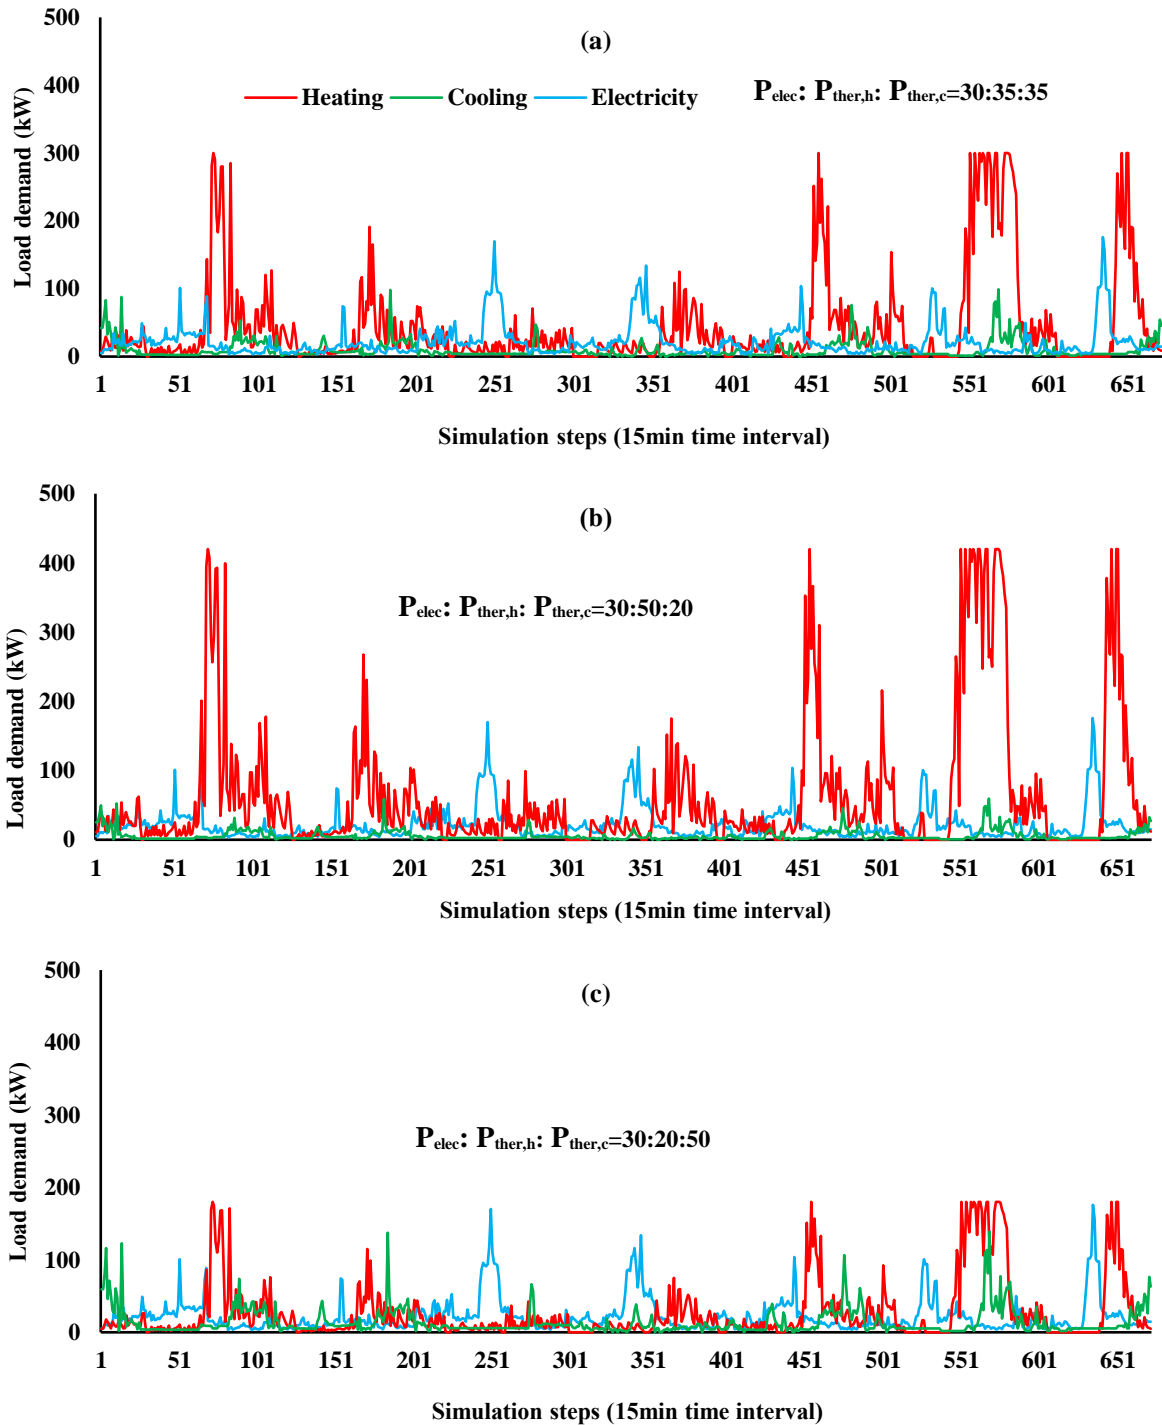 500
(a)
400
Heating Cooling Electricity
Pelec: Pther,h: Pther,c=30:35:35
300
200
100
0
Load demand (kW)
1 51 101 151 201 251 301 351 401 451 501 551 601 651
Simulation steps (15min time interval)
500
(b)
400
Pelec: Pther,h: Pther,c=30:50:20
300
200
100
0
Load demand (kW)
1 51 101 151 201 251 301 351 401 451 501 551 601 651
Simulation steps (15min time interval)
500
(c)
400
300
Pelec: Pther,h: Pther,c=30:20:50
200
100
0
Load demand (kW)
1 51 101 151 201 251 301 351 401 451 501 551 601 651
Simulation steps (15min time interval)